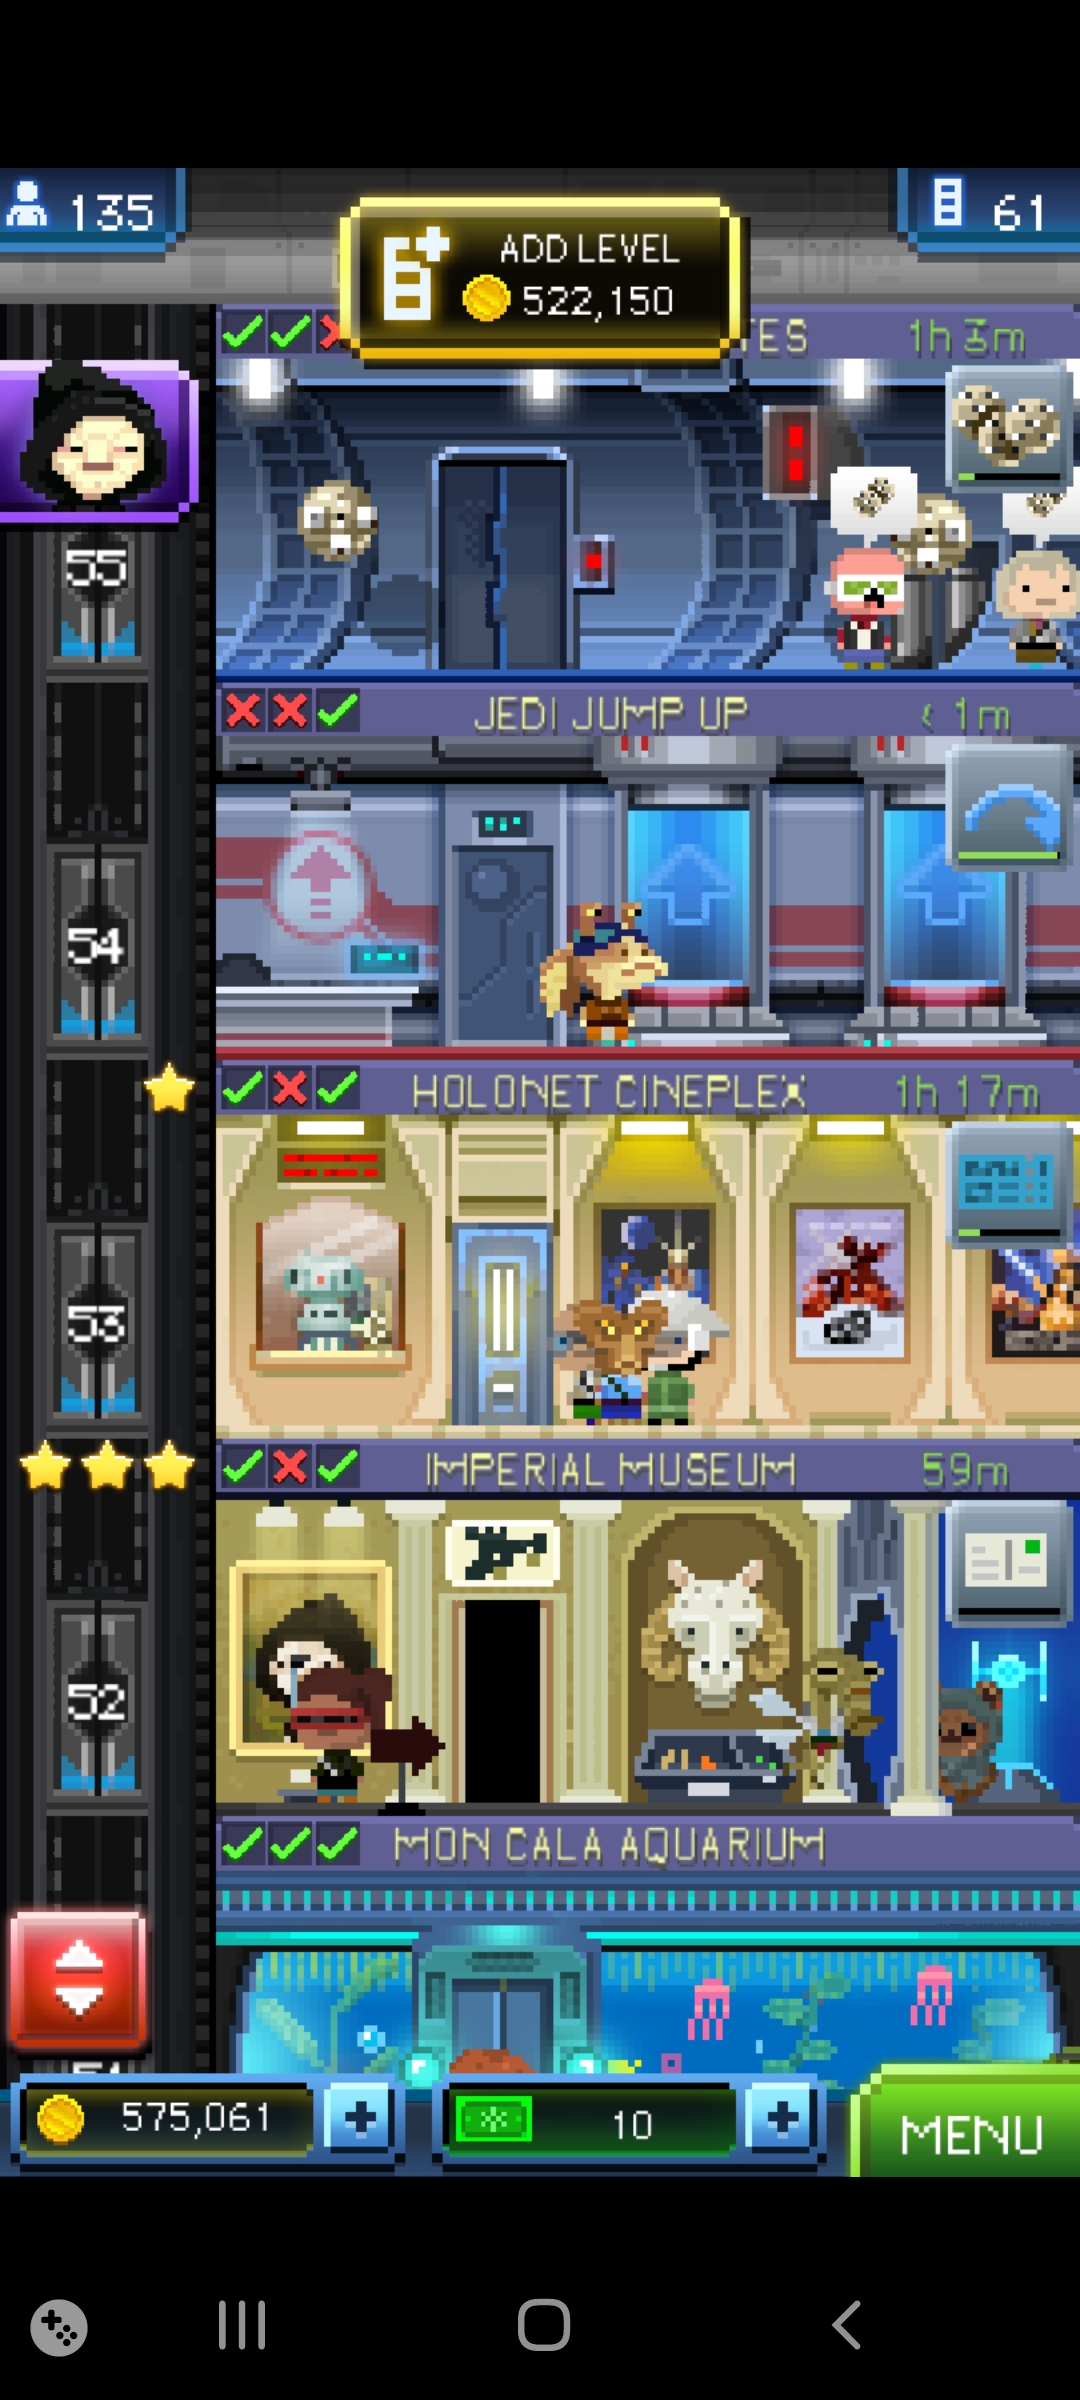 135
ADD LEVEL
522,150
61
1h 3m
55
JEDI JUMP UP
< 1m
54
HOLONET CINEPLEX
1h 17m
53
IMPERIAL MUSEUM
59m
52
MON CALA AQUARIUM
575,061
+
10
+
MENU